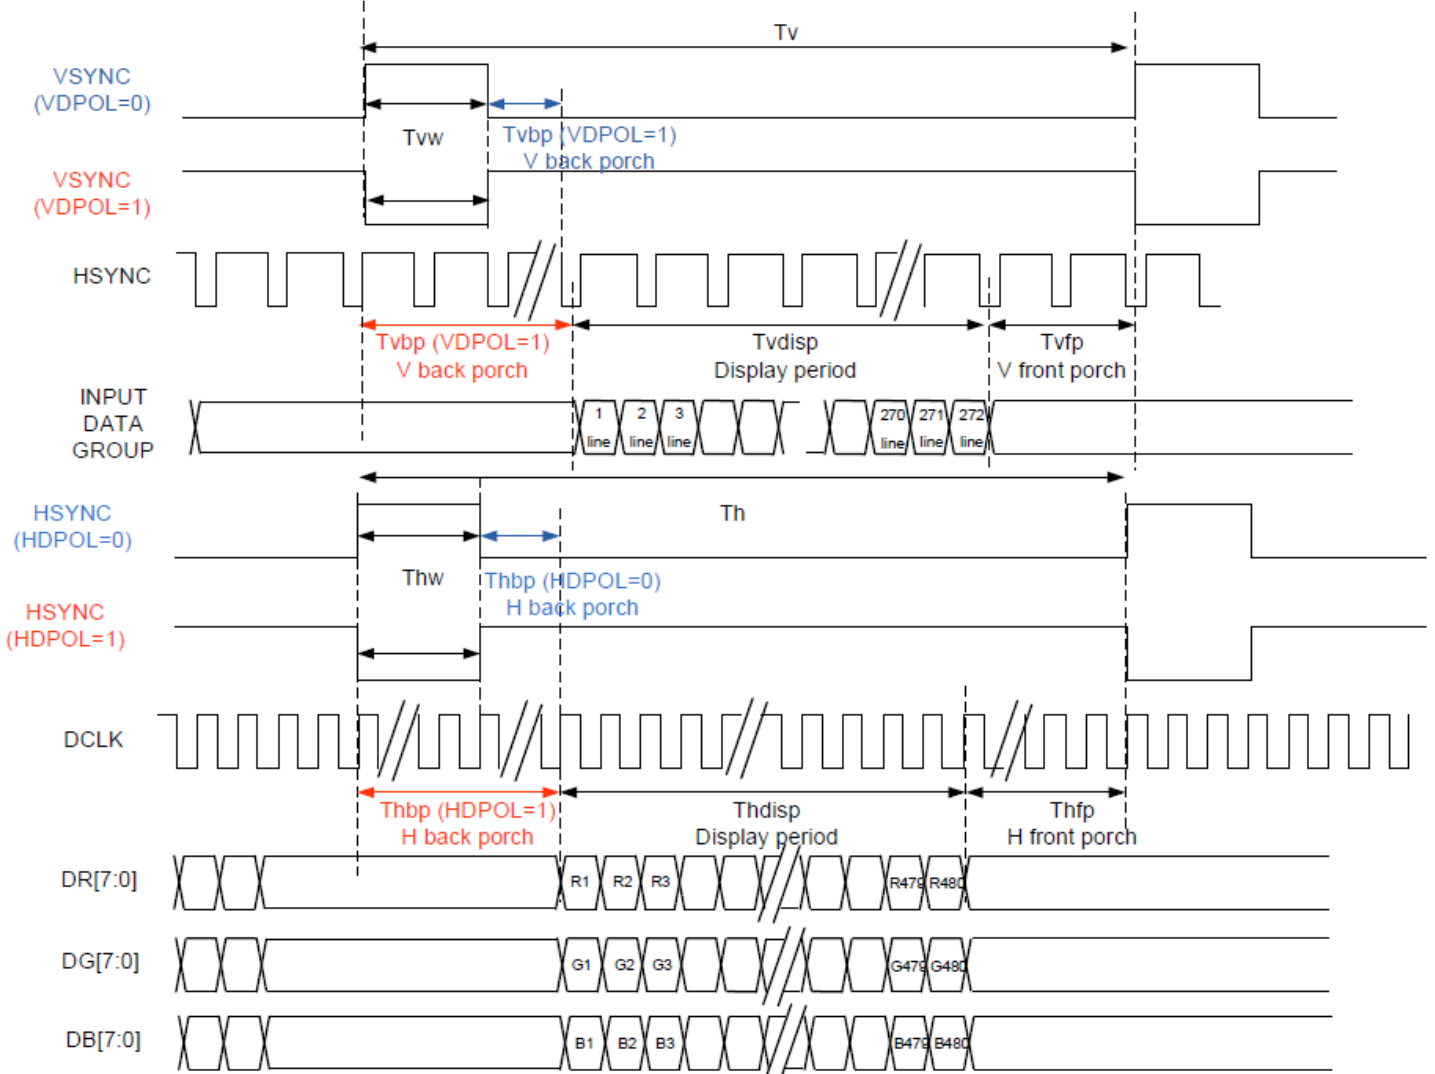 Tv
VSYNC
(VDPOL=0)
Tvw
Tvbp (VDPOL=1)
V back porch
VSYNC
(VDPOL=1)
HSYNC
Tvbp (VDPOL=1)
V back porch
Tvdisp
Display period
Tvfp
V front porch
INPUT
DATA
GROUP
1 line
2 line
3 line
270 line
271 line
272 line
HSYNC
(HDPOL=0)
Th
Thw
Thbp (HDPOL=0)
H back porch
HSYNC
(HDPOL=1)
DCLK
Thbp (HDPOL=1)
H back porch
Thdisp
Display period
Thfp
H front porch
DR[7:0] R1 R2 R3 R479 R480
DG[7:0] G1 G2 G3 G479 G480
DB[7:0] B1 B2 B3 B479 B480